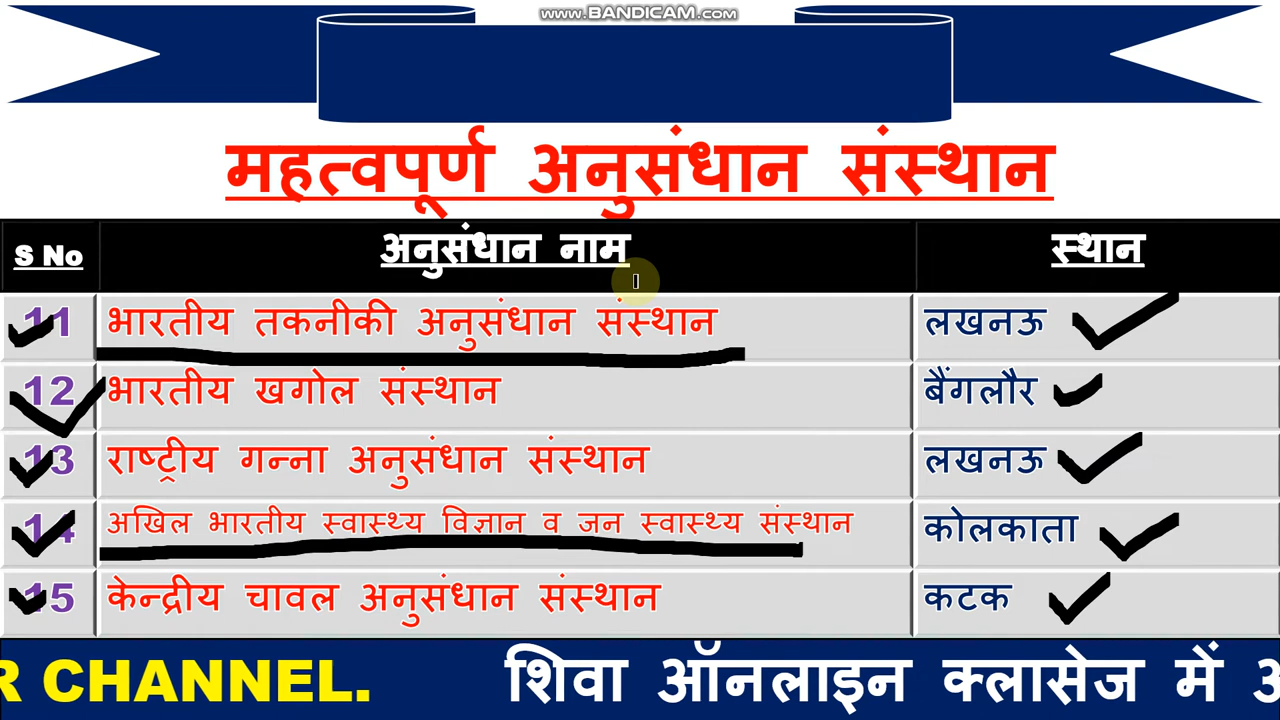 www.BANDICAM.com
महत्वपूर्ण अनुसंधान संस्थान
S No अनुसंधान नाम स्थान
11 भारतीय तकनीकी अनुसंधान संस्थान लखनऊ
12 भारतीय खगोल संस्थान बैंगलौर
13 राष्ट्रीय गन्ना अनुसंधान संस्थान लखनऊ
14 अखिल भारतीय स्वास्थ्य विज्ञान व जन स्वास्थ्य संस्थान कोलकाता
15 केन्द्रीय चावल अनुसंधान संस्थान कटक
R CHANNEL. शिवा ऑनलाइन क्लासेज में